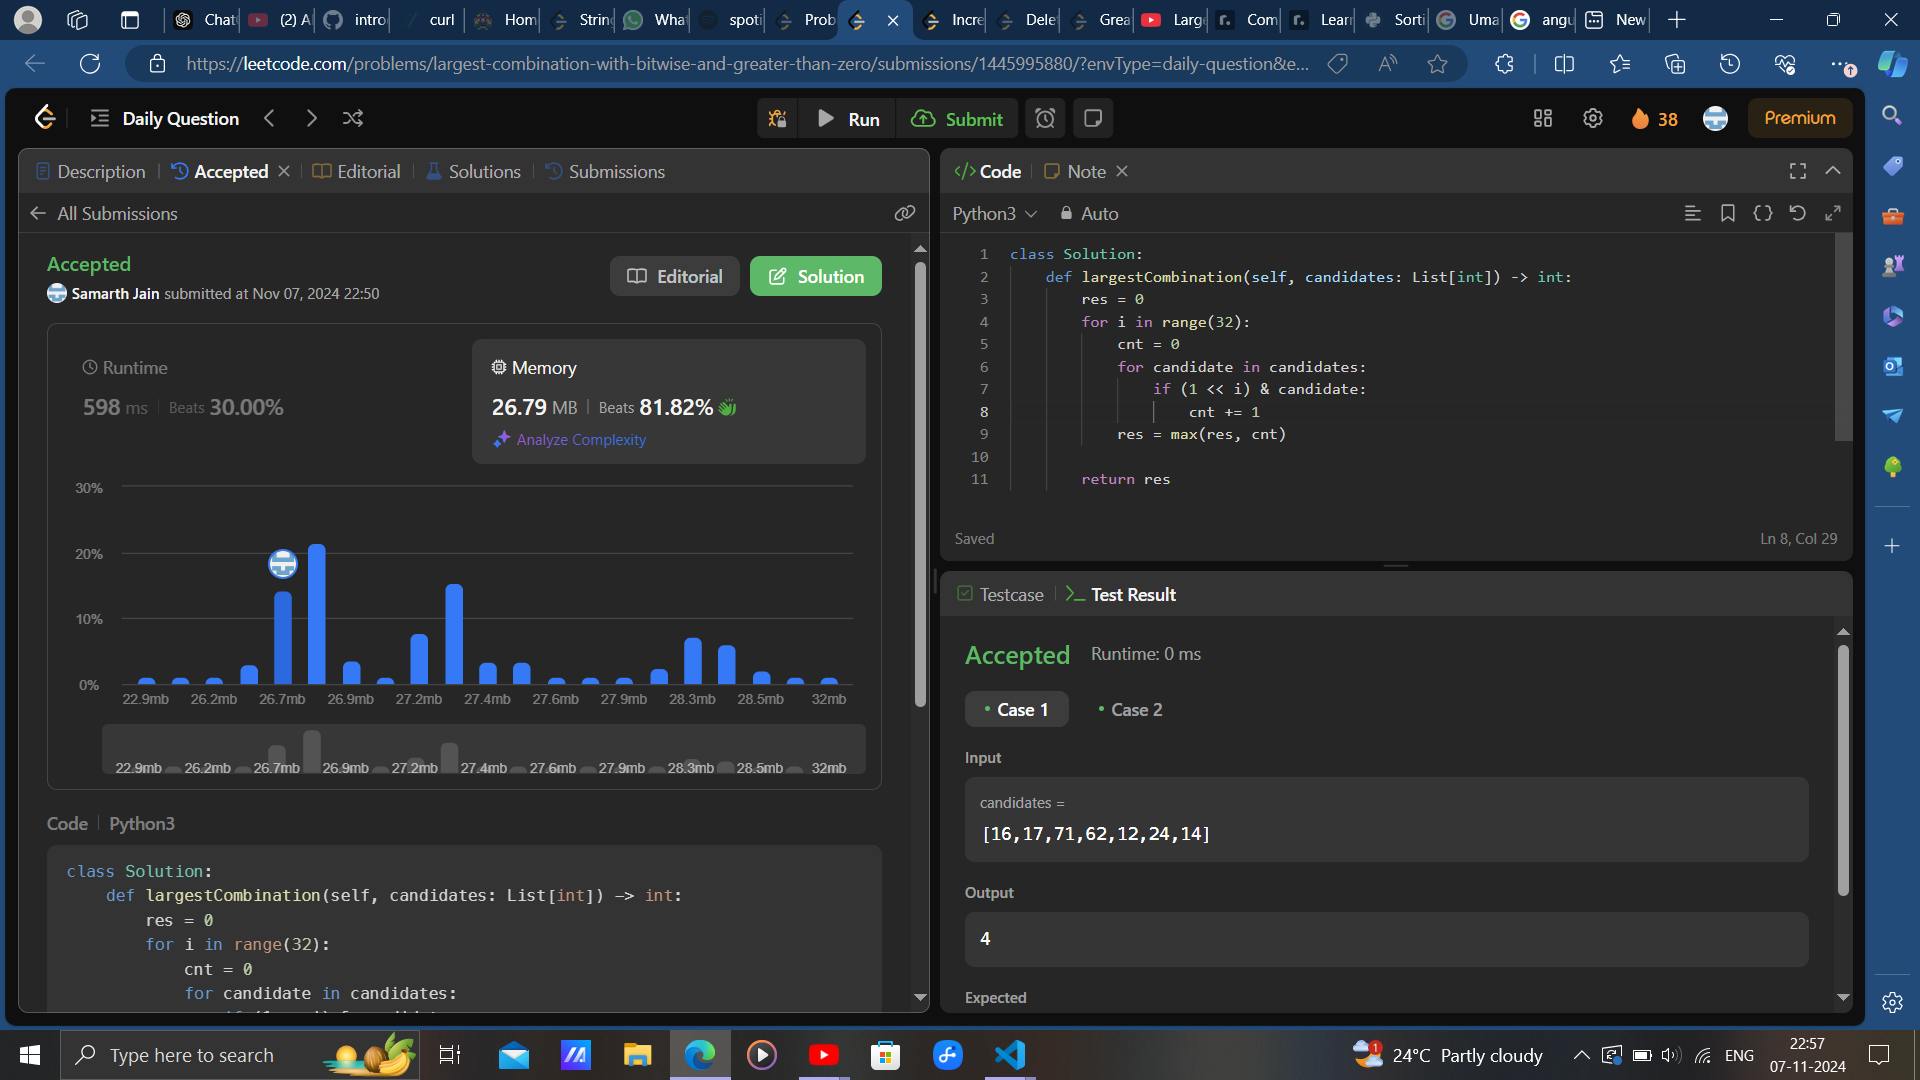 Chat
(2) A
intro
curl
Hom
Strin
What
spoti
Prob
Incre
Dele
Grea
Large
Com
Learn
Sorti
Uma
angu
New
https://leetcode.com/problems/largest-combination-with-bitwise-and-greater-than-zero/submissions/1445995880/?envType=daily-question&e...
Daily Question
Run
Submit
38
Premium
Description
Accepted
Editorial
Solutions
Submissions
All Submissions
Accepted
Samarth Jain submitted at Nov 07, 2024 22:50
Editorial
Solution
Runtime
598 ms Beats 30.00%
Memory
26.79 MB Beats 81.82%
Analyze Complexity
30%
20%
10%
0%
22.9mb 26.2mb 26.7mb 26.9mb 27.2mb 27.4mb 27.6mb 27.9mb 28.3mb 28.5mb 32mb
22.9mb 26.2mb 26.7mb 26.9mb 27.2mb 27.4mb 27.6mb 27.9mb 28.3mb 28.5mb 32mb
Code Python3
class Solution:
def largestCombination(self, candidates: List[int]) -> int:
res = 0
for i in range(32):
cnt = 0
for candidate in candidates:
Code
Note
Python3
Auto
1 class Solution:
2 def largestCombination(self, candidates: List[int]) -> int:
3 res = 0
4 for i in range(32):
5 cnt = 0
6 for candidate in candidates:
7 if (1 << i) & candidate:
8 cnt += 1
9 res = max(res, cnt)
10
11 return res
Saved
Ln 8, Col 29
Testcase
Test Result
Accepted Runtime: 0 ms
Case 1
Case 2
Input
candidates =
[16,17,71,62,12,24,14]
Output
4
Expected
Type here to search
1
24°C Partly cloudy
ENG
22:57
07-11-2024